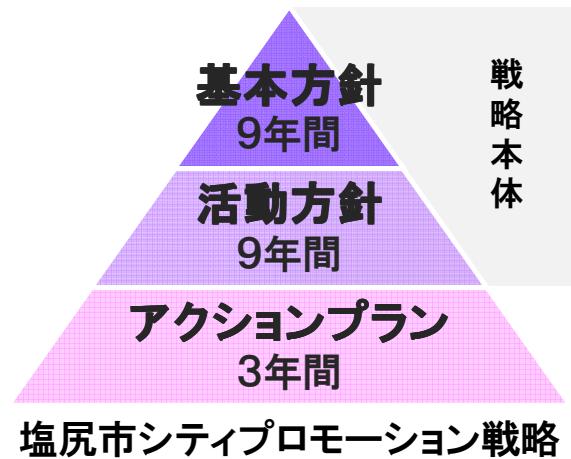 基本方針
9年間
活動方針
9年間
アクションプラン
3年間
戦略本体
塩尻市シティプロモーション戦略